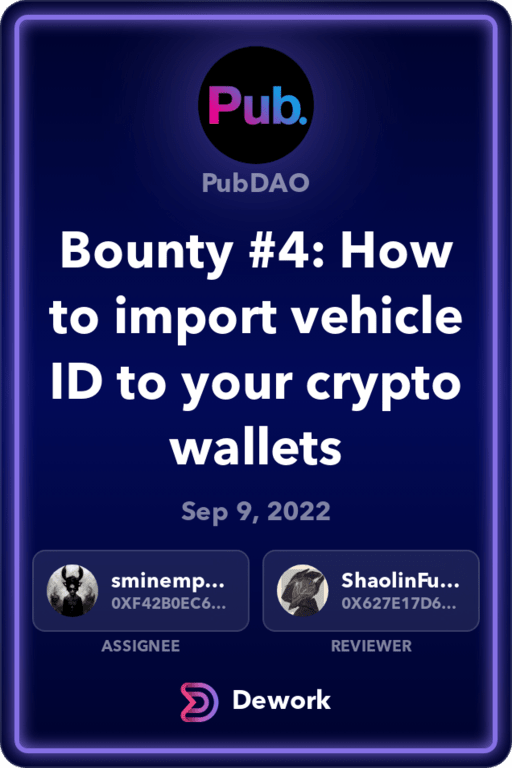 Pub.
PubDAO
Bounty #4: How
to import vehicle
ID to your crypto
wallets
Sep 9, 2022
sminemp...
0XF42B0EC6...
ShaolinFu...
0X627E17D6...
ASSIGNEE
REVIEWER
Dework